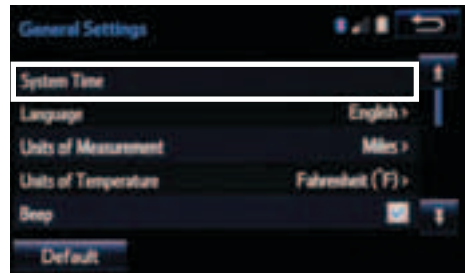 General Settings
System Time
Language English >
Units of Measurement Miles >
Units of Temperature Fahrenheit (°F) >
Beep
Default